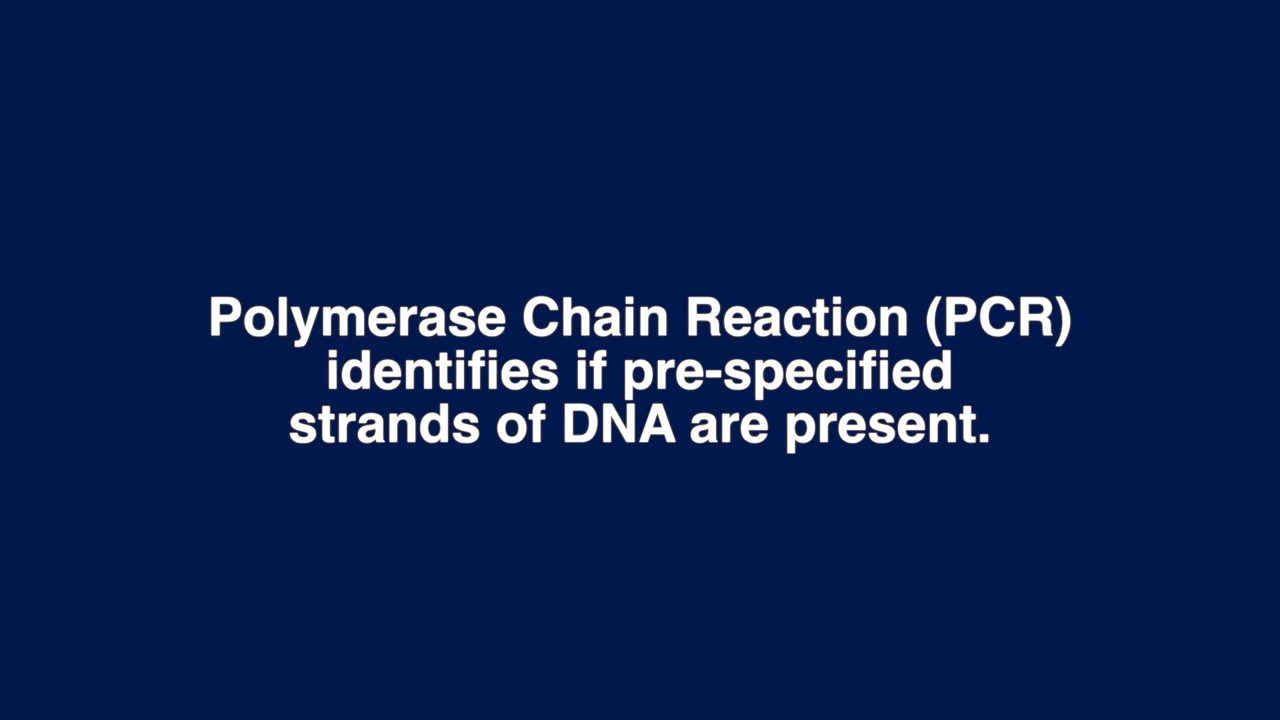 Polymerase Chain Reaction (PCR)
identifies if pre-specified
strands of DNA are present.